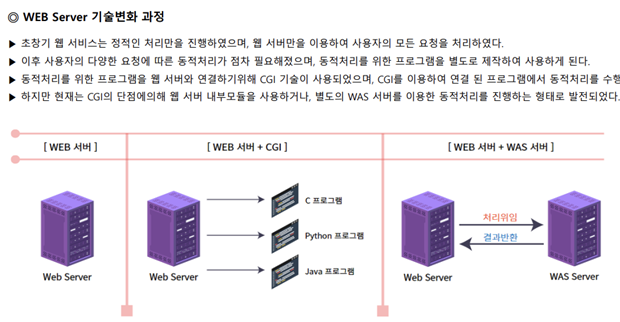 ◎ WEB Server 기술변화 과정
▶ 초창기 웹 서비스는 정적인 처리만을 진행하였으며, 웹 서버만을 이용하여 사용자의 모든 요청을 처리하였다.
▶ 이후 사용자의 다양한 요청에 따른 동적처리가 점차 필요해졌으며, 동적처리를 위한 프로그램을 별도로 제작하여 사용하게 된다.
▶ 동적처리를 위한 프로그램을 웹 서버와 연결하기위해 CGI 기술이 사용되었으며, CGI를 이용하여 연결 된 프로그램에서 동적처리를 수행
▶ 하지만 현재는 CGI의 단점에의해 웹 서버 내부모듈을 사용하거나, 별도의 WAS 서버를 이용한 동적처리를 진행하는 형태로 발전되었다.
[ WEB 서버 ]
[ WEB 서버 + CGI ]
[ WEB 서버 + WAS 서버 ]
Web Server
Web Server
C 프로그램
Python 프로그램
Java 프로그램
처리위임
결과반환
Web Server
WAS Server